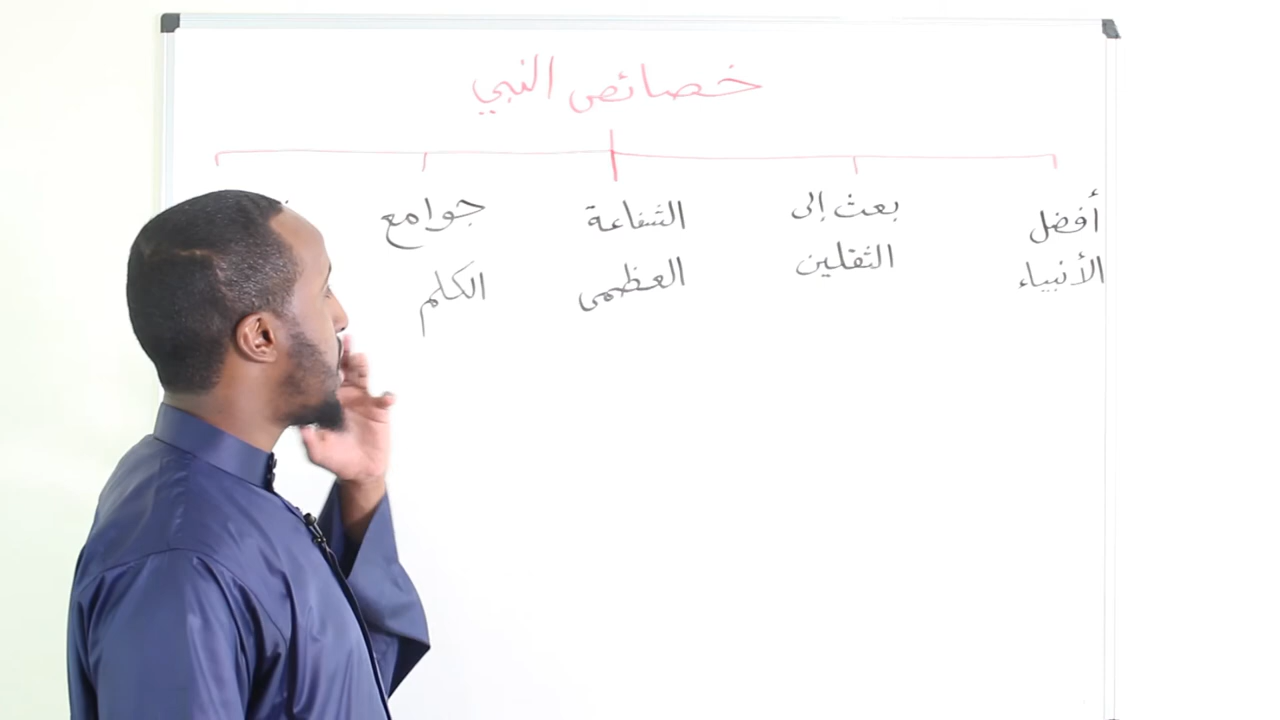 خصائص النبي
أفضل
الأنبياء
بعث إلى
الثقلين
الشفاعة
العظمى
جوامع
الكلم